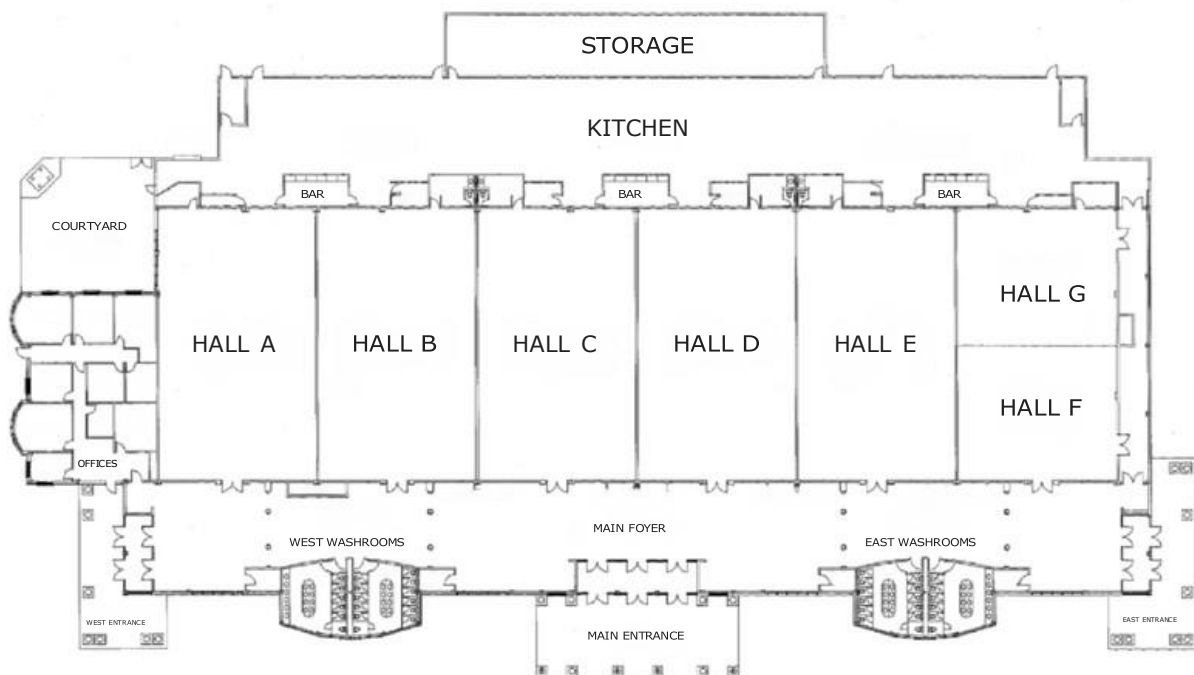 STORAGE
KITCHEN
BAR
BAR
BAR
COURTYARD
HALL G
HALL A
HALL B
HALL C
HALL D
HALL E
HALL F
OFFICES
MAIN FOYER
WEST WASHROOMS
EAST WASHROOMS
WEST ENTRANCE
MAIN ENTRANCE
EAST ENTRANCE